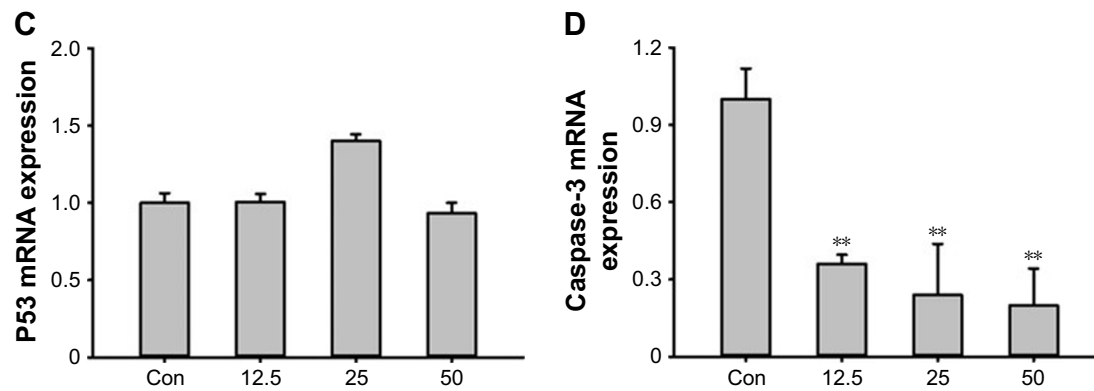 C
P53 mRNA expression
2.0
1.5
1.0
0.5
0
Con 12.5 25 50
D
Caspase-3 mRNA
expression
1.2
0.9
0.6
0.3
0
** ** **
Con 12.5 25 50